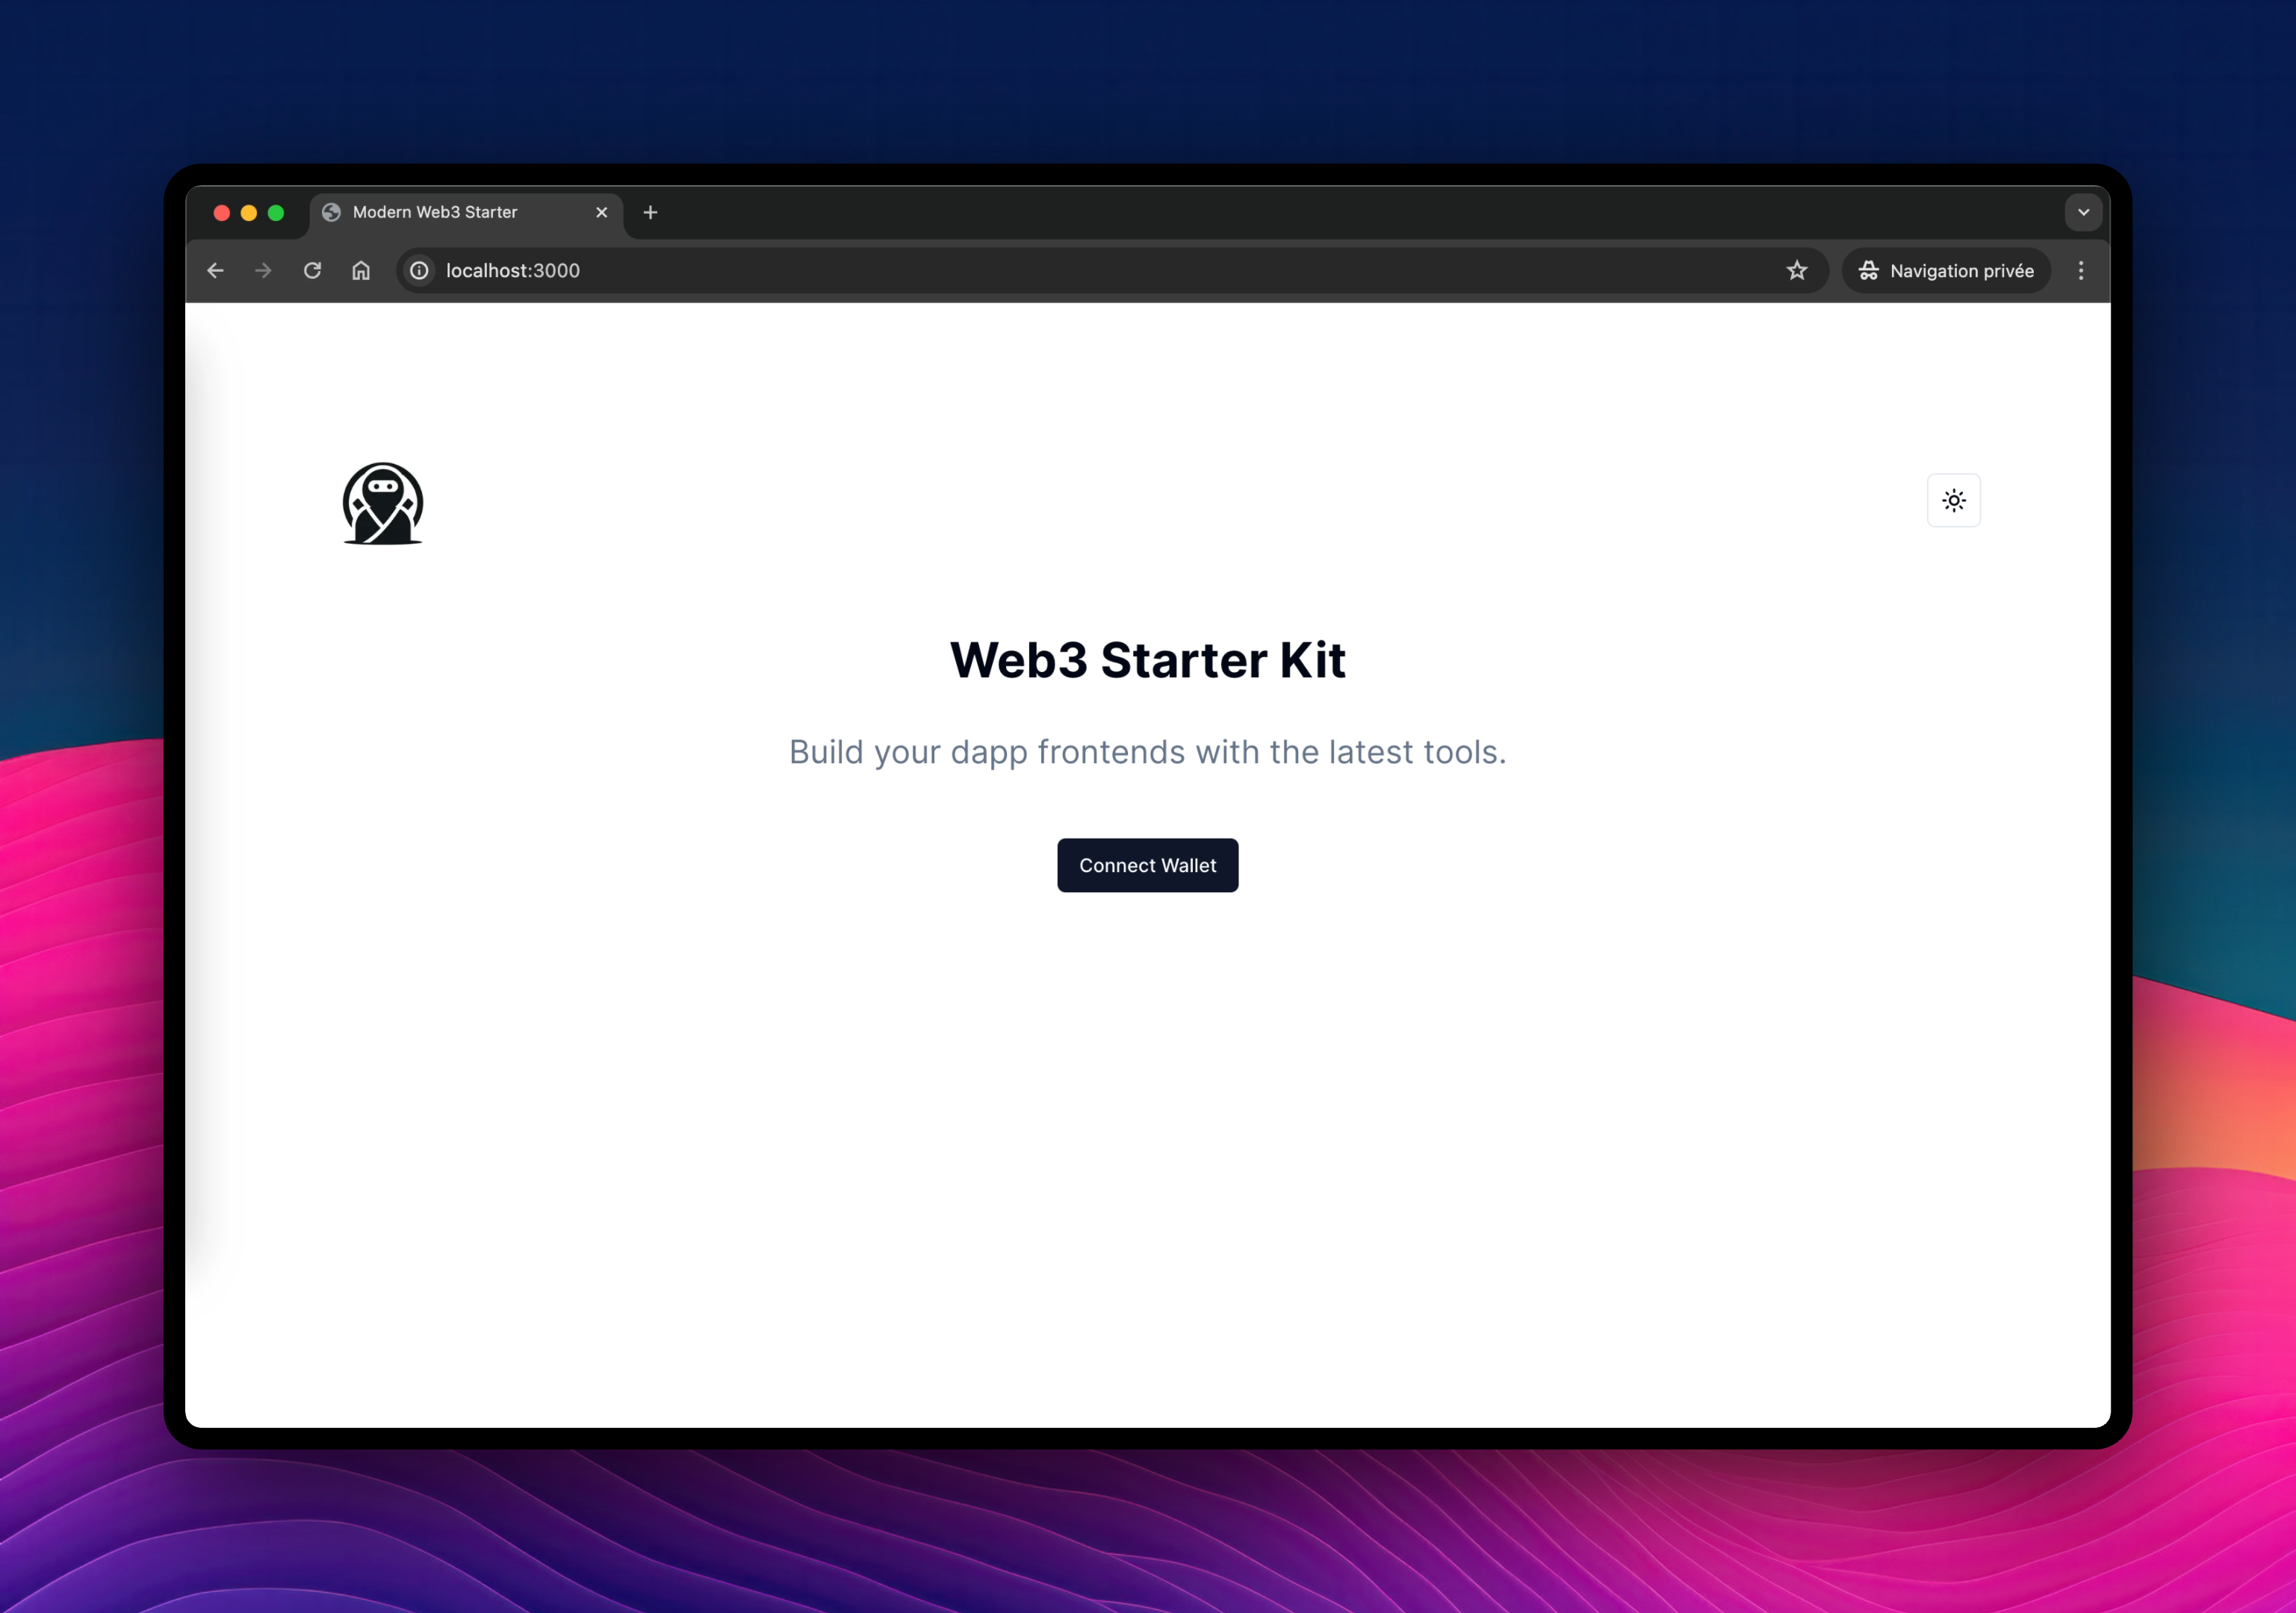 Modern Web3 Starter
localhost:3000
Navigation privée
Web3 Starter Kit
Build your dapp frontends with the latest tools.
Connect Wallet